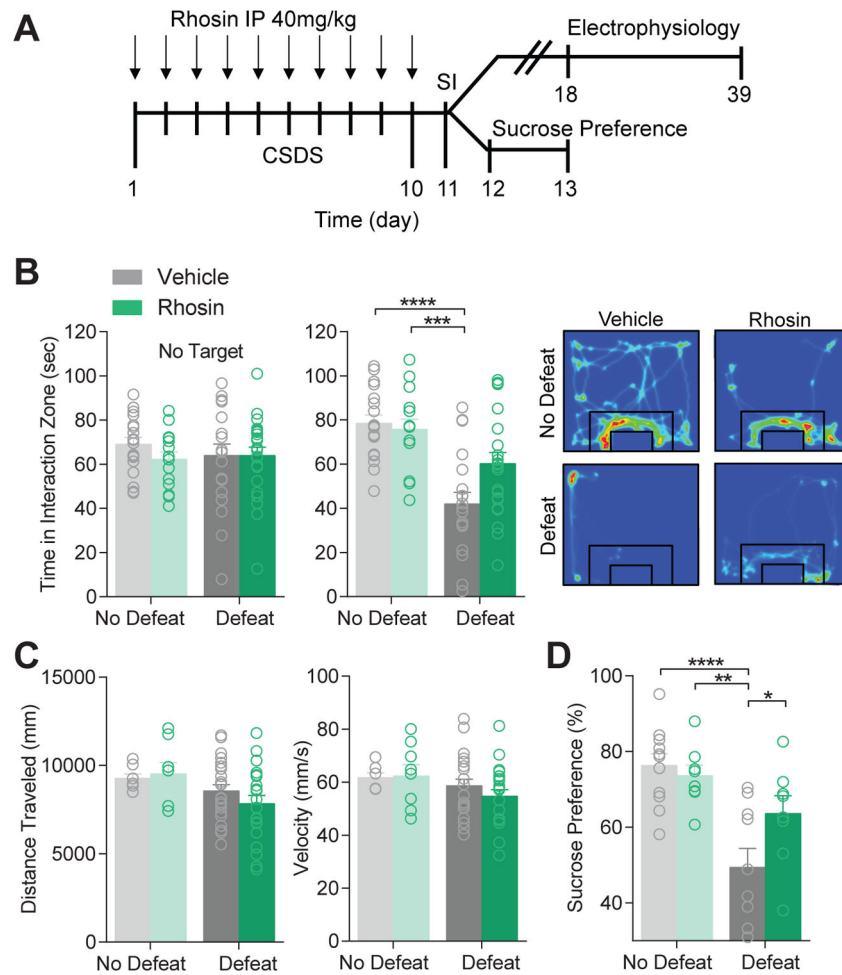 A
Rhosin IP 40mg/kg
Electrophysiology
SI
18
39
Sucrose Preference
CSDS
1
10
11
12
13
Time (day)
B
Vehicle
Rhosin
Time in Interaction Zone (sec)
120
100
80
60
40
20
0
No Target
No Defeat
Defeat
120
100
80
60
40
20
0
****
***
No Defeat
Defeat
Vehicle
Rhosin
No Defeat
Defeat
C
Distance Traveled (mm)
15000
10000
5000
0
No Defeat
Defeat
Velocity (mm/s)
100
80
60
40
20
0
No Defeat
Defeat
D
Sucrose Preference (%)
100
80
60
40
****
**
*
No Defeat
Defeat